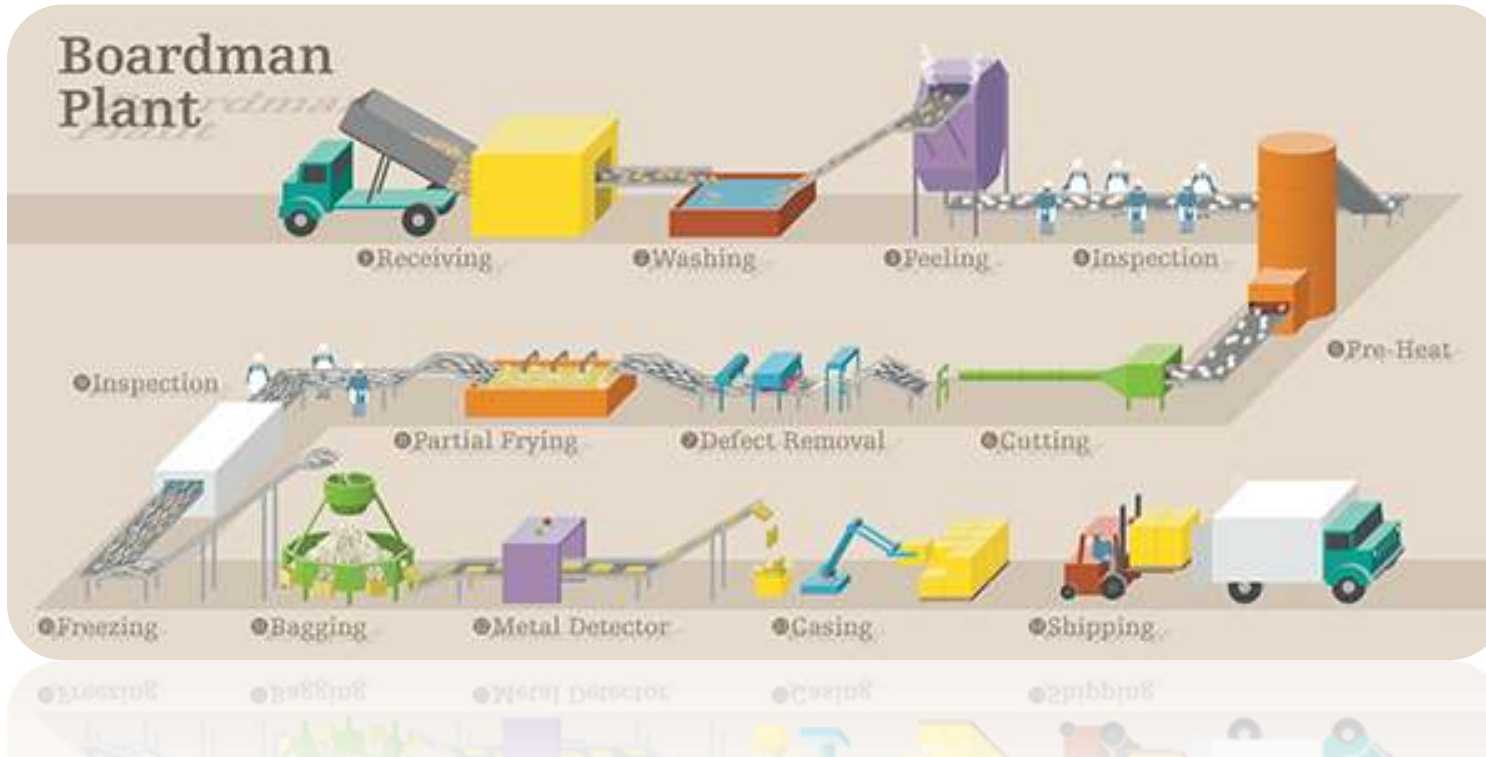 Boardman
Plant
Receiving
Washing
Peeling
Inspection
Pre-Heat
Cutting
Defect Removal
Partial Frying
Inspection
Freezing
Bagging
Metal Detector
Casing
Shipping